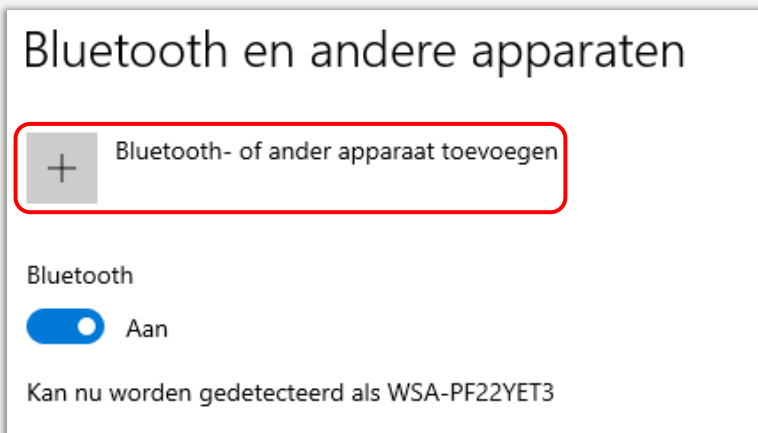 Bluetooth en andere apparaten
Bluetooth- of ander apparaat toevoegen
Bluetooth
Aan
Kan nu worden gedetecteerd als WSA-PF22YET3